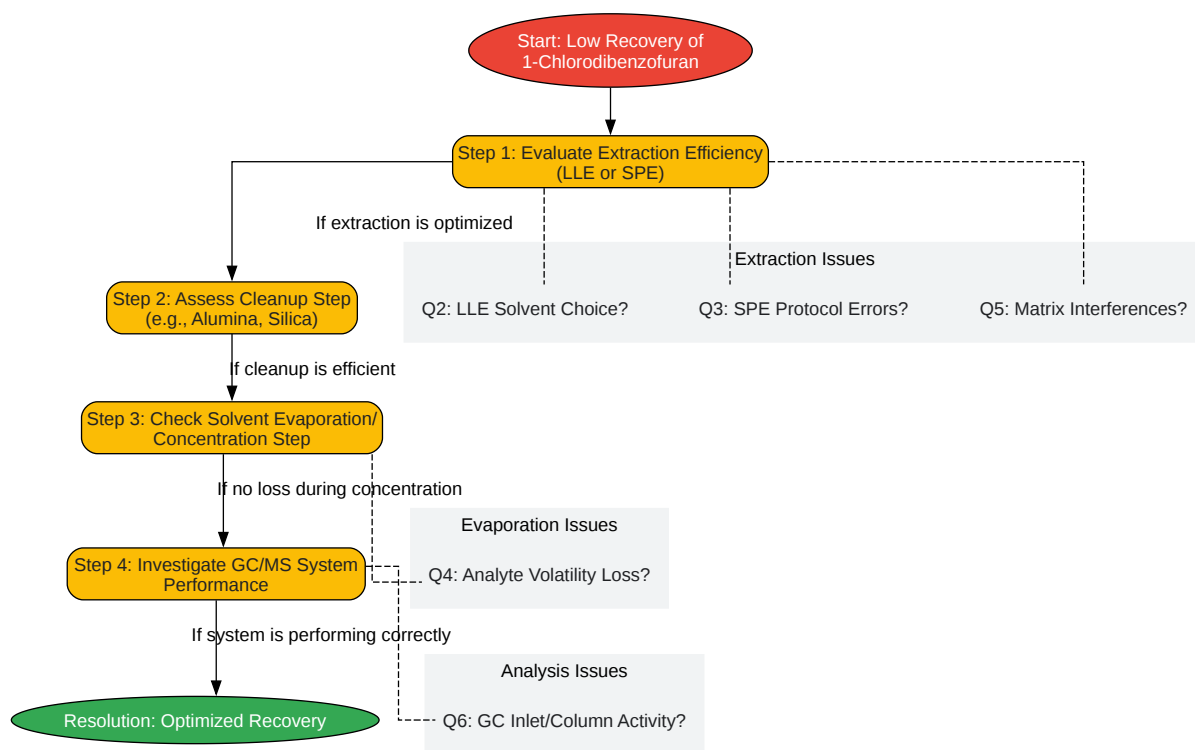 Start: Low Recovery of
1-Chlorodibenzofuran
Step 1: Evaluate Extraction Efficiency
(LLE or SPE)
If extraction is optimized
Extraction Issues
Q2: LLE Solvent Choice?
Q3: SPE Protocol Errors?
Q5: Matrix Interferences?
Step 2: Assess Cleanup Step
(e.g., Alumina, Silica)
If cleanup is efficient
Step 3: Check Solvent Evaporation/
Concentration Step
If no loss during concentration
Evaporation Issues
Q4: Analyte Volatility Loss?
Step 4: Investigate GC/MS System
Performance
If system is performing correctly
Analysis Issues
Q6: GC Inlet/Column Activity?
Resolution: Optimized Recovery